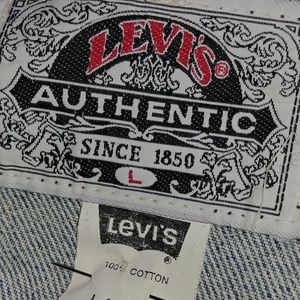 LEVI'S®
AUTHENTIC
SINCE 1850
L
Levi's®
100% COTTON